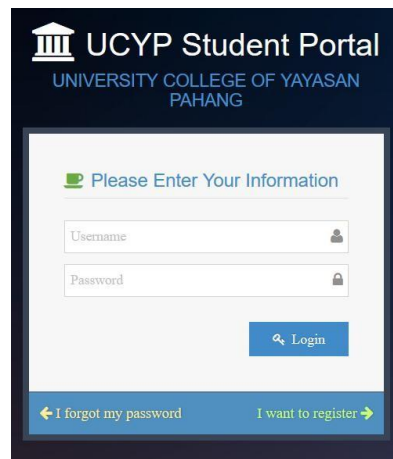 UCYP Student Portal
UNIVERSITY COLLEGE OF YAYASAN
PAHANG
Please Enter Your Information
Username
Password
Login
I forgot my password
I want to register